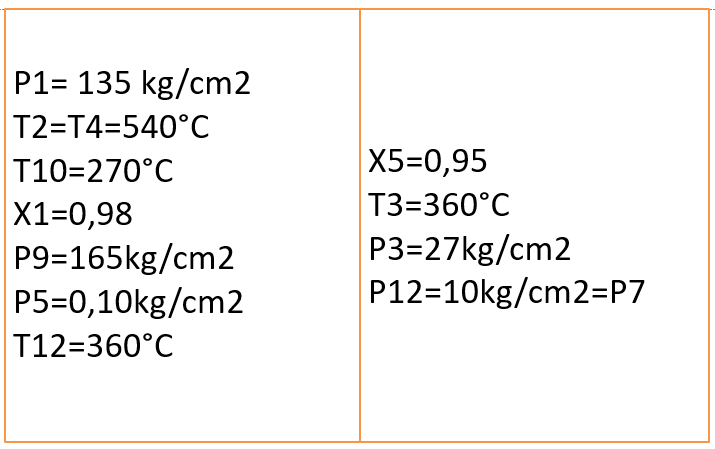 P1= 135 kg/cm2
T2=T4=540°C
T10=270°C
X1=0,98
P9=165kg/cm2
P5=0,10kg/cm2
T12=360°C
X5=0,95
T3=360°C
P3=27kg/cm2
P12=10kg/cm2=P7